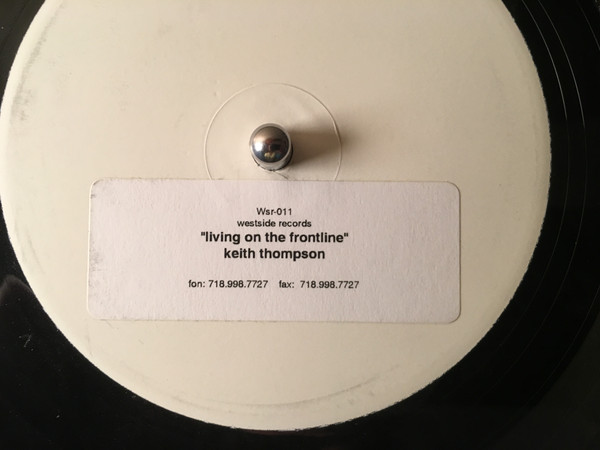 Wsr-011
westside records
"living on the frontline"
keith thompson
fon: 718.998.7727 fax: 718.998.7727